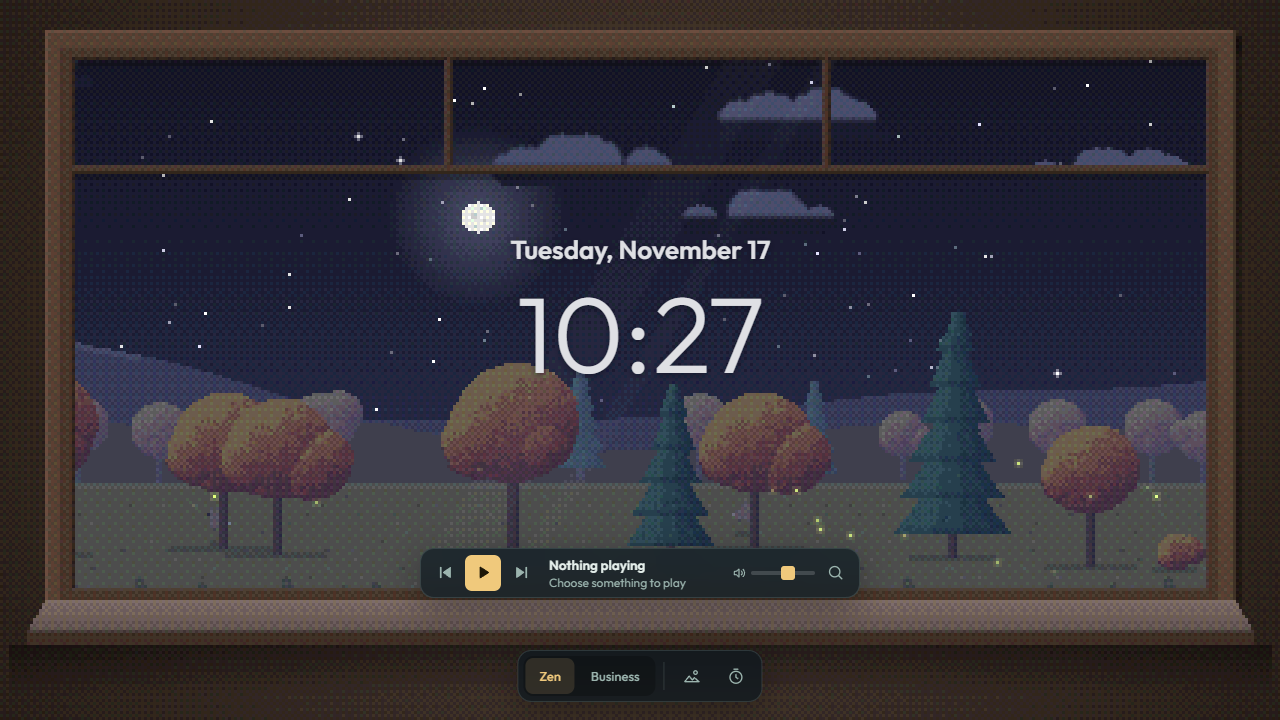 Tuesday, November 17
10:27
Nothing playing
Choose something to play
Zen
Business